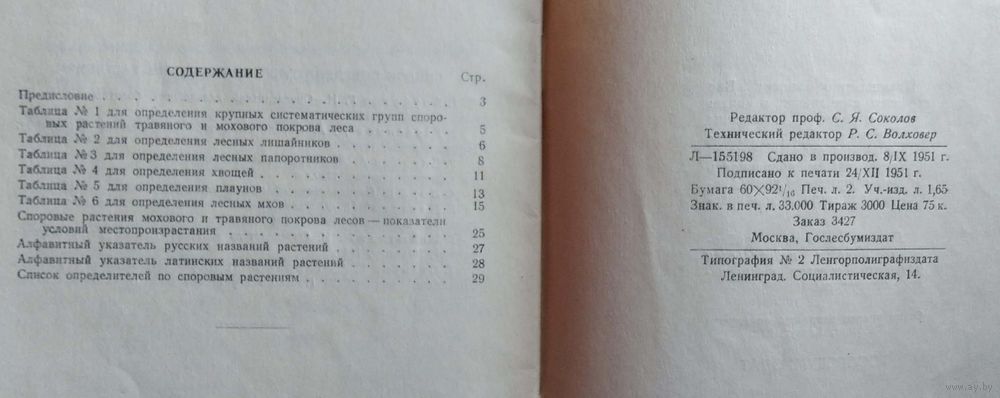 СОДЕРЖАНИЕ
Стр.
Предисловие . . . . . . . . . . . . . . . . . . . . 3
Таблица № 1 для определения крупных систематических групп споро-
вых растений травяного и мохового покрова леса . . . . . . 5
Таблица № 2 для определения лесных лишайников . . . . . . . 6
Таблица № 3 для определения лесных папоротников . . . . . . 8
Таблица № 4 для определения хвощей . . . . . . . . . . . 11
Таблица № 5 для определения плаунов . . . . . . . . . . 13
Таблица № 6 для определения лесных мхов . . . . . . . . . 15
Споровые растения мохового и травяного покрова лесов — показатели
условий местопроизрастания . . . . . . . . . . . . . 25
Алфавитный указатель русских названий растений . . . . . . . 27
Алфавитный указатель латинских названий растений . . . . . . 28
Список определителей по споровым растениям . . . . . . . . 29
Редактор проф. С. Я. Соколов
Технический редактор Р. С. Волховер
Л—155198 Сдано в производ. 8/IX 1951 г.
Подписано к печати 24/XII 1951 г.
Бумага 60×92¹/₁₆ Печ. л. 2. Уч.-изд. л. 1,65
Знак. в печ. л. 33.000 Тираж 3000 Цена 75 к.
Заказ 3427
Москва, Гослесбумиздат
Типография № 2 Ленгорполиграфиздата
Ленинград. Социалистическая, 14.
www.ay.by